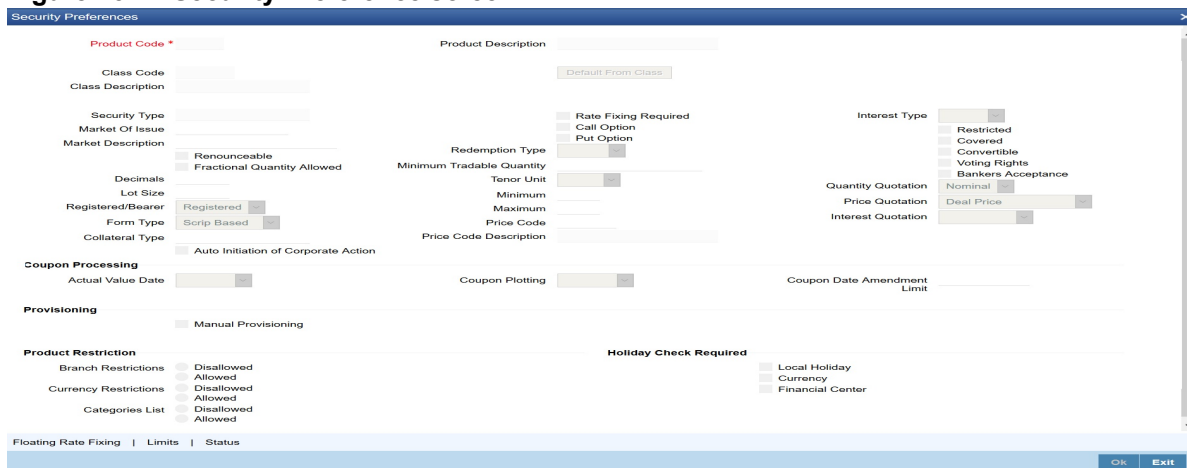 Security Preferences
Product Code *
Product Description
Class Code
Default From Class
Class Description
Security Type
Rate Fixing Required
Interest Type
Market Of Issue
Call Option
Restricted
Market Description
Put Option
Covered
Renounceable
Redemption Type
Convertible
Fractional Quantity Allowed
Minimum Tradable Quantity
Voting Rights
Decimals
Tenor Unit
Bankers Acceptance
Lot Size
Minimum
Quantity Quotation Nominal
Registered/Bearer Registered
Maximum
Price Quotation Deal Price
Form Type Scrip Based
Price Code
Interest Quotation
Collateral Type
Price Code Description
Auto Initiation of Corporate Action
Coupon Processing
Actual Value Date
Coupon Plotting
Coupon Date Amendment Limit
Provisioning
Manual Provisioning
Product Restriction
Holiday Check Required
Branch Restrictions Disallowed
Local Holiday
Allowed
Currency
Currency Restrictions Disallowed
Financial Center
Allowed
Categories List Disallowed
Allowed
Floating Rate Fixing | Limits | Status
Ok Exit